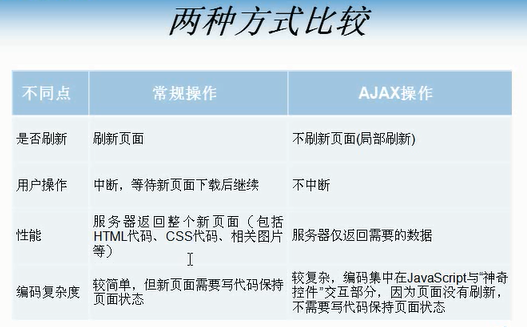 两种方式比较
不同点 常规操作 AJAX操作
是否刷新 刷新页面 不刷新页面(局部刷新)
用户操作 中断，等待新页面下载后继续 不中断
性能
服务器返回整个新页面（包括
HTML代码、CSS代码、相关图片
等）
服务器仅返回需要的数据
编码复杂度
较简单，但新页面需要写代码保持
页面状态
较复杂，编码集中在JavaScript与“神奇
控件”交互部分，因为页面没有刷新，
不需要写代码保持页面状态